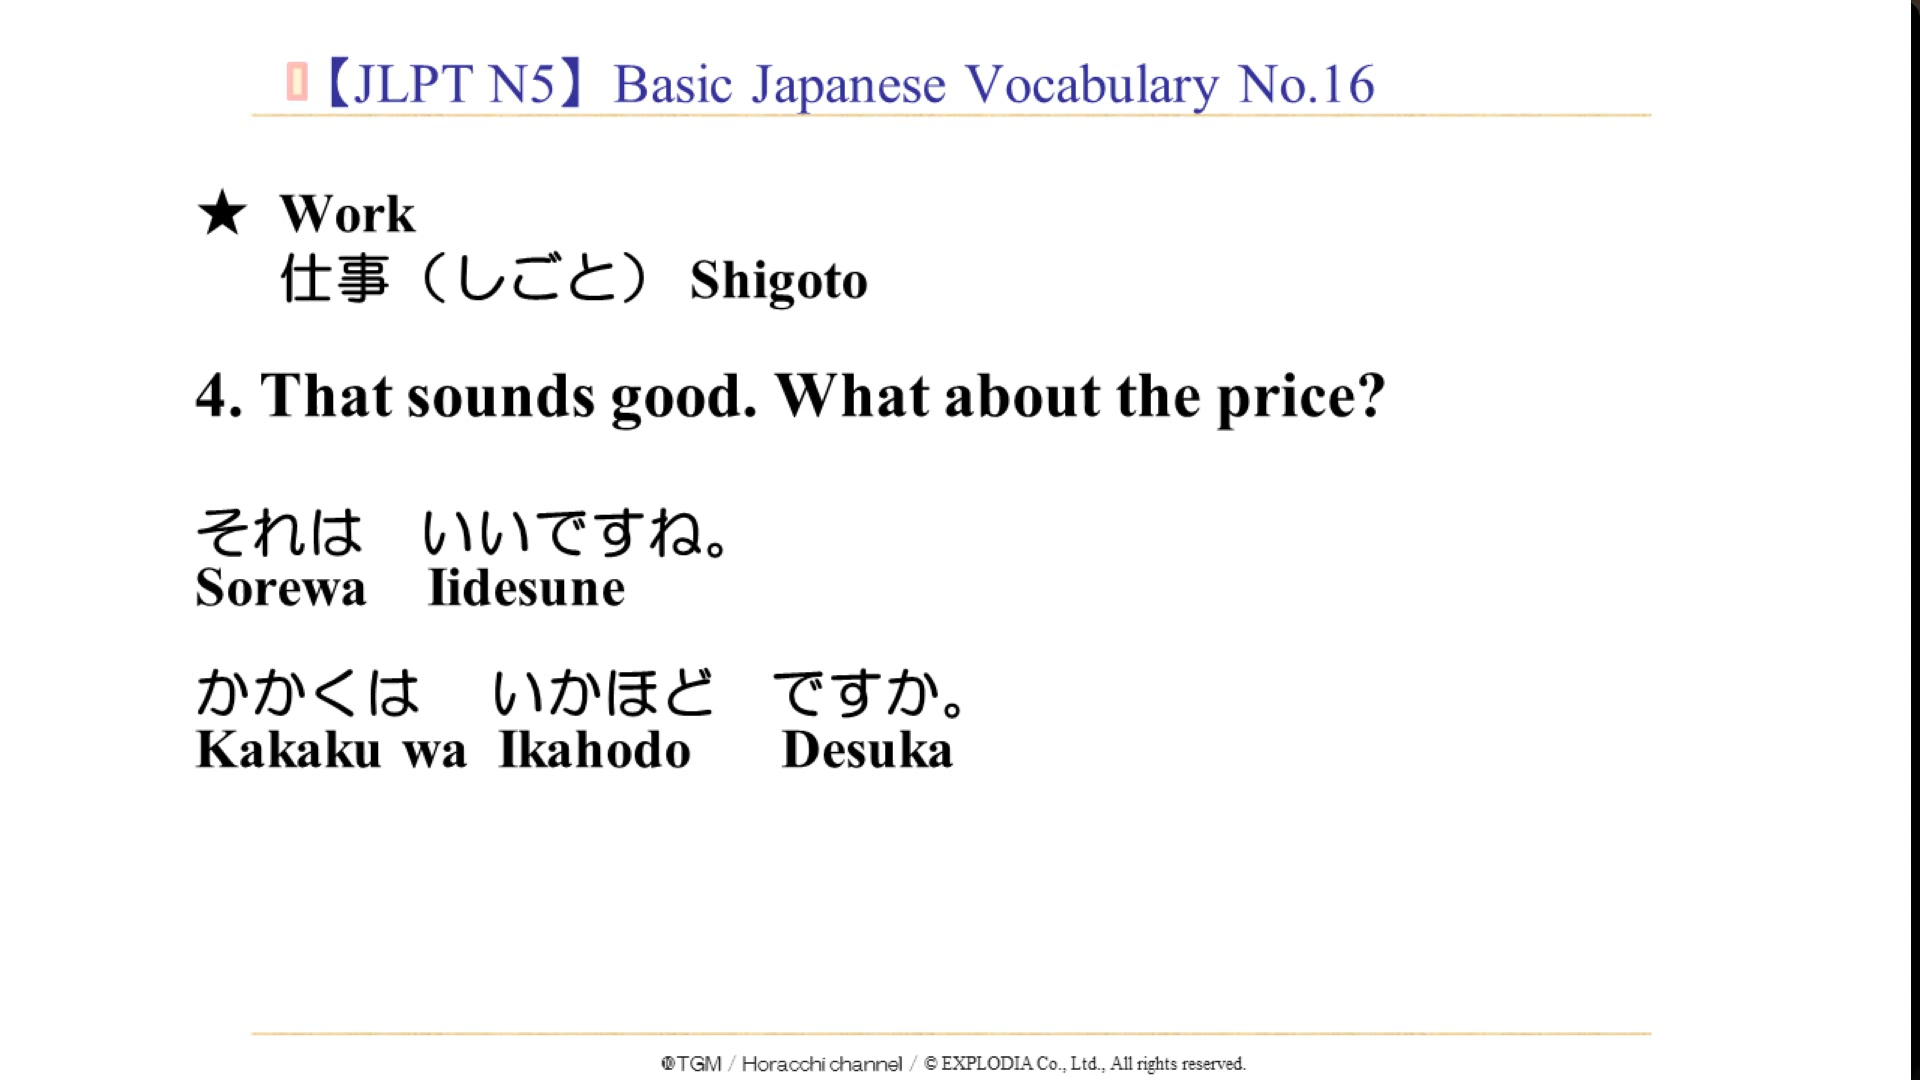 【JLPT N5】Basic Japanese Vocabulary No.16
★ Work
仕事（しごと） Shigoto
4. That sounds good. What about the price?
それは　いいですね。
Sorewa Iidesune
かかくは　いかほど　ですか。
Kakaku wa Ikahodo Desuka
®TGM / Horacchi channel / © EXPLODIA Co., Ltd., All rights reserved.